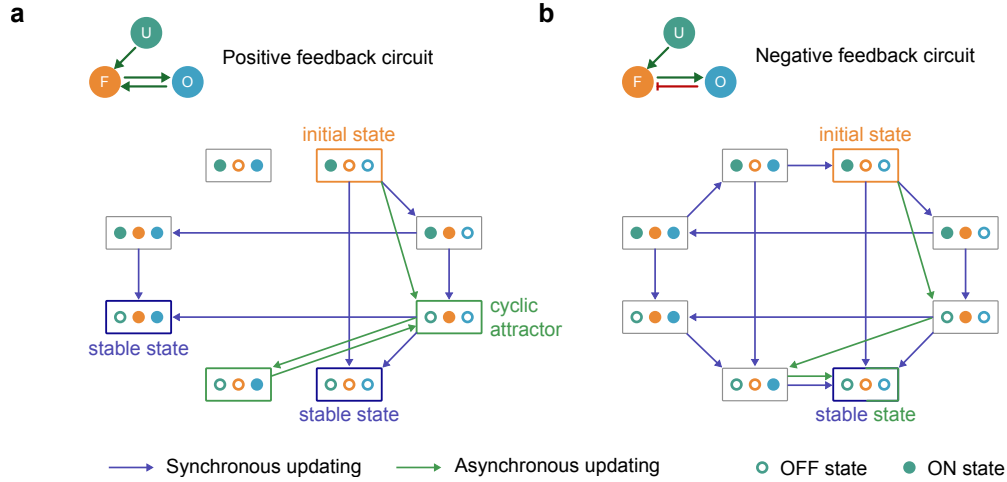 a
b
U
F
O
Positive feedback circuit
U
F
O
Negative feedback circuit
initial state
initial state
cyclic
attractor
stable state
stable state
stable state
Synchronous updating
Asynchronous updating
OFF state
ON state